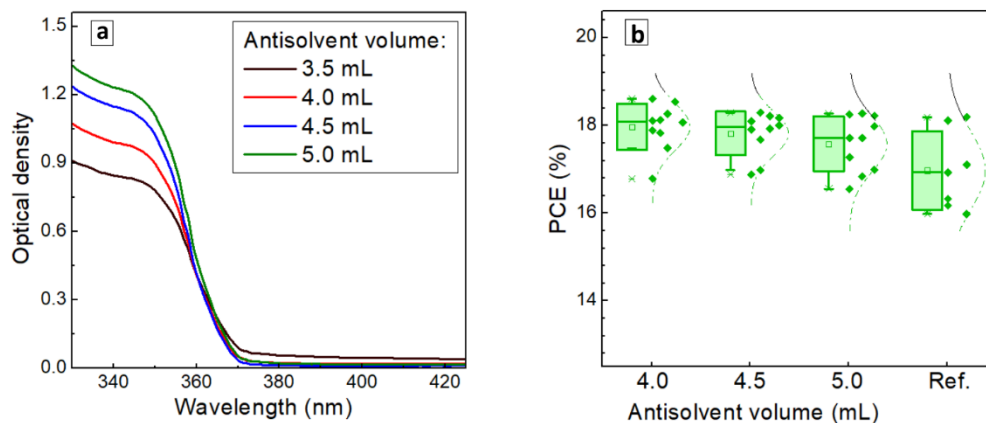 a
Antisolvent volume:
3.5 mL
4.0 mL
4.5 mL
5.0 mL
1.5
1.2
0.9
0.6
0.3
0.0
Optical density
340
360
380
400
420
Wavelength (nm)
b
20
18
16
14
PCE (%)
4.0
4.5
5.0
Ref.
Antisolvent volume (mL)